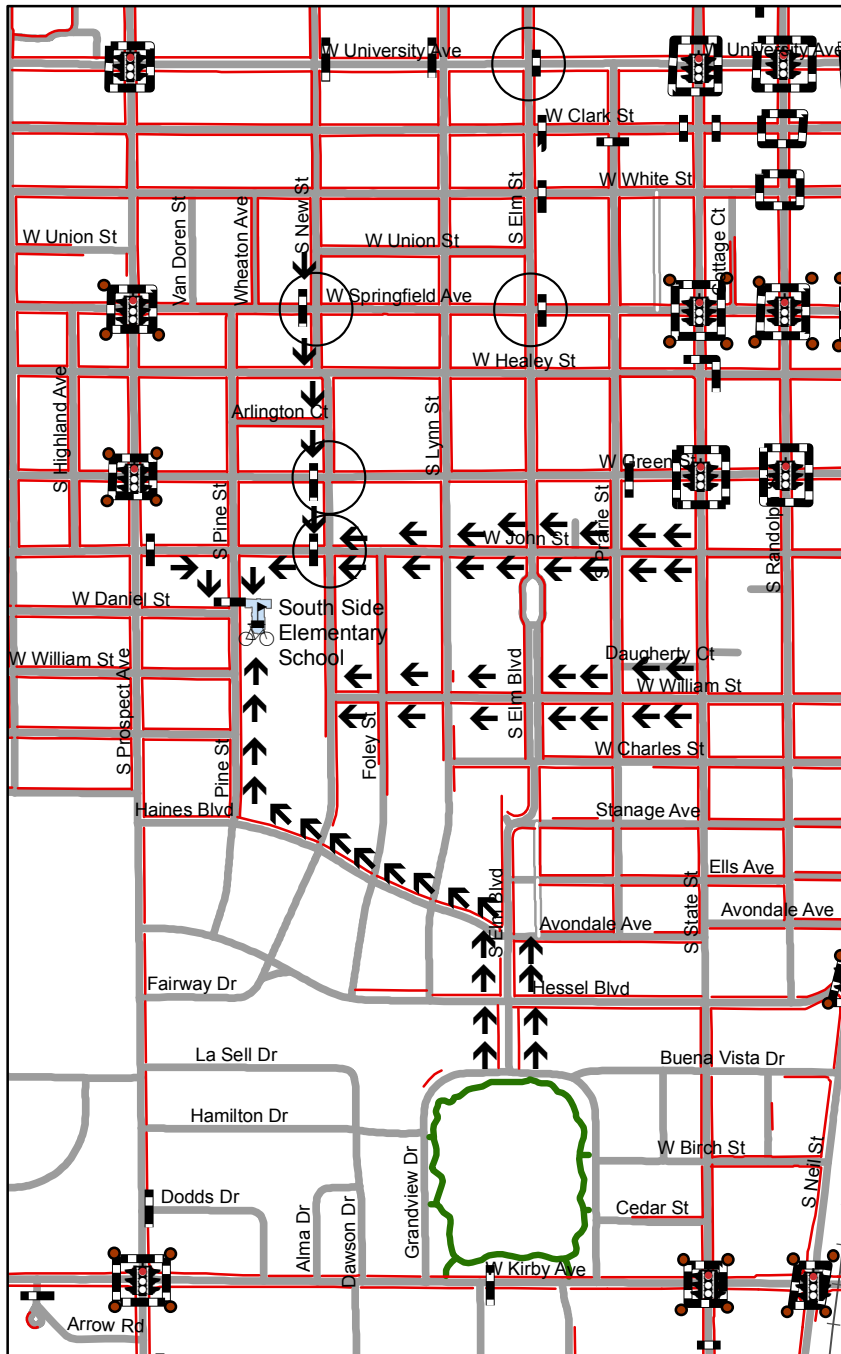 W University Ave
W University Ave
W Clark St
W White St
S Elm St
S New St
Van Doren St
Wheaton Ave
W Union St
W Union St
ottage Ct
W Springfield Ave
W Healey St
S Highland Ave
Arlington Ct
S Lynn St
W Green St
S Pine St
S Prairie St
S Randolp
W John St
W Daniel St
South Side
Elementary
School
W William St
Daugherty Ct
W William St
S Prospect Ave
S Elm Blvd
Foley St
W Charles St
Pine St
Haines Blvd
Stanage Ave
Ells Ave
S Elm Blvd
S State St
Avondale Ave
Avondale Ave
Fairway Dr
Hessel Blvd
La Sell Dr
Buena Vista Dr
Hamilton Dr
W Birch St
S Neil St
Grandview Dr
Dodds Dr
Cedar St
Alma Dr
Dawson Dr
W Kirby Ave
Arrow Rd